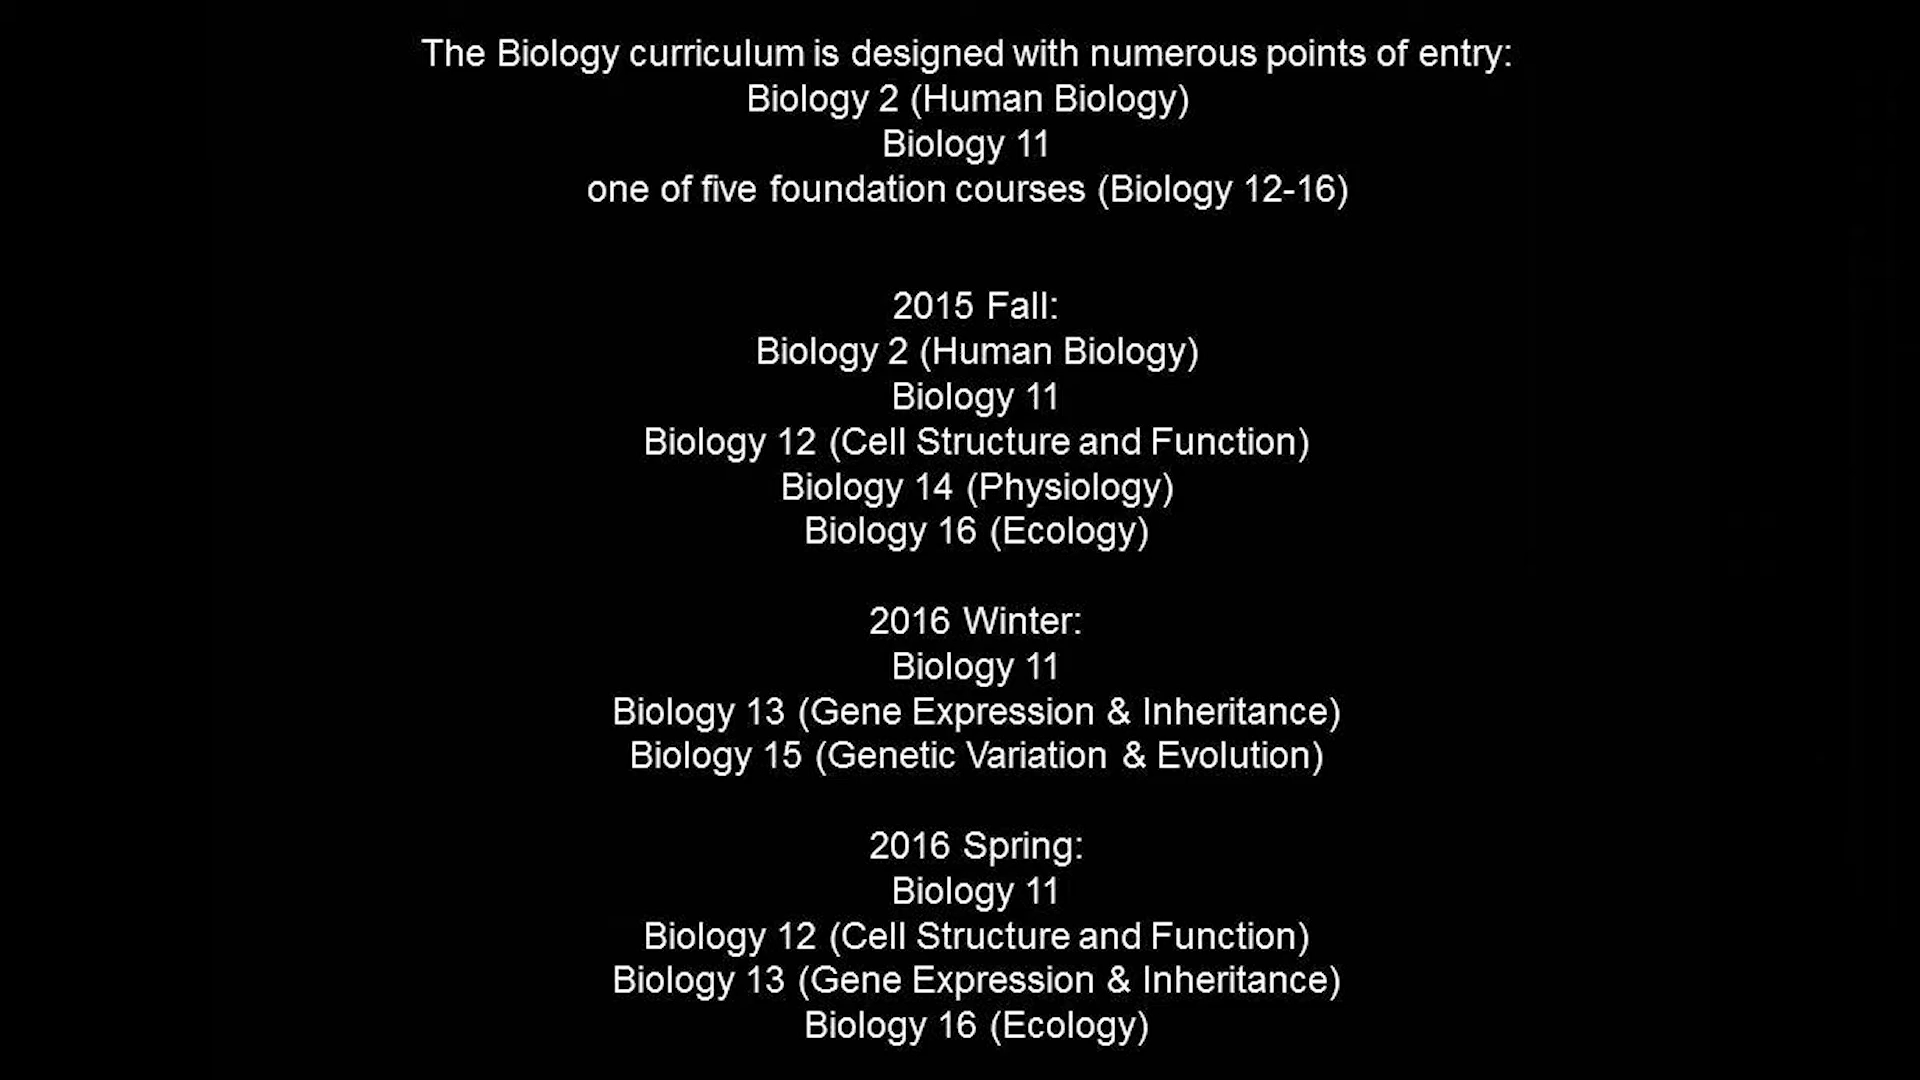 The Biology curriculum is designed with numerous points of entry:
Biology 2 (Human Biology)
Biology 11
one of five foundation courses (Biology 12-16)
2015 Fall:
Biology 2 (Human Biology)
Biology 11
Biology 12 (Cell Structure and Function)
Biology 14 (Physiology)
Biology 16 (Ecology)
2016 Winter:
Biology 11
Biology 13 (Gene Expression & Inheritance)
Biology 15 (Genetic Variation & Evolution)
2016 Spring:
Biology 11
Biology 12 (Cell Structure and Function)
Biology 13 (Gene Expression & Inheritance)
Biology 16 (Ecology)